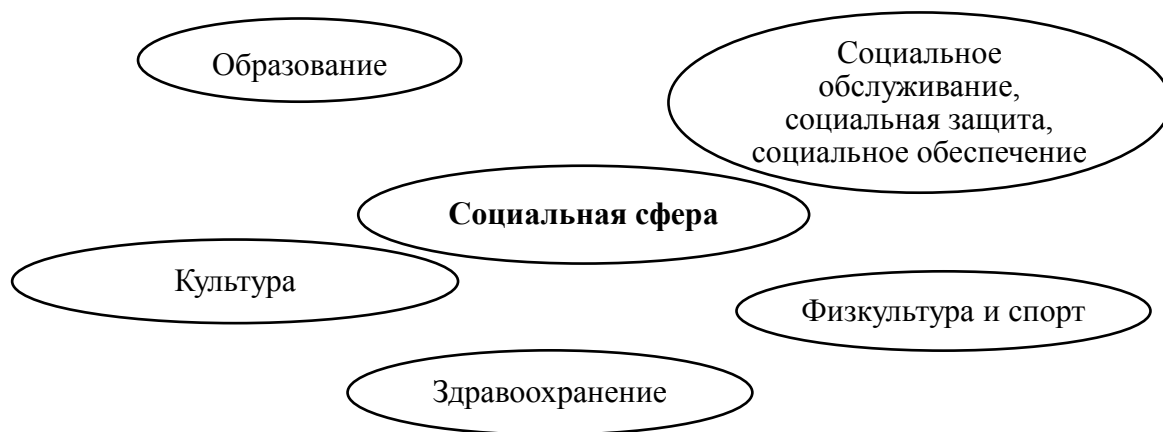 Образование
Социальное
обслуживание,
социальная защита,
социальное обеспечение
Социальная сфера
Культура
Физкультура и спорт
Здравоохранение